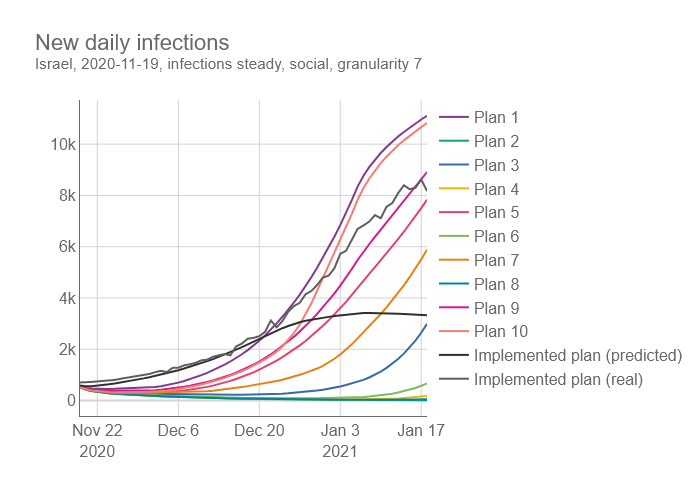 New daily infections
Israel, 2020-11-19, infections steady, social, granularity 7
10k
8k
6k
4k
2k
0
Nov 22
2020
Dec 6
Dec 20
Jan 3
2021
Jan 17
Plan 1
Plan 2
Plan 3
Plan 4
Plan 5
Plan 6
Plan 7
Plan 8
Plan 9
Plan 10
Implemented plan (predicted)
Implemented plan (real)